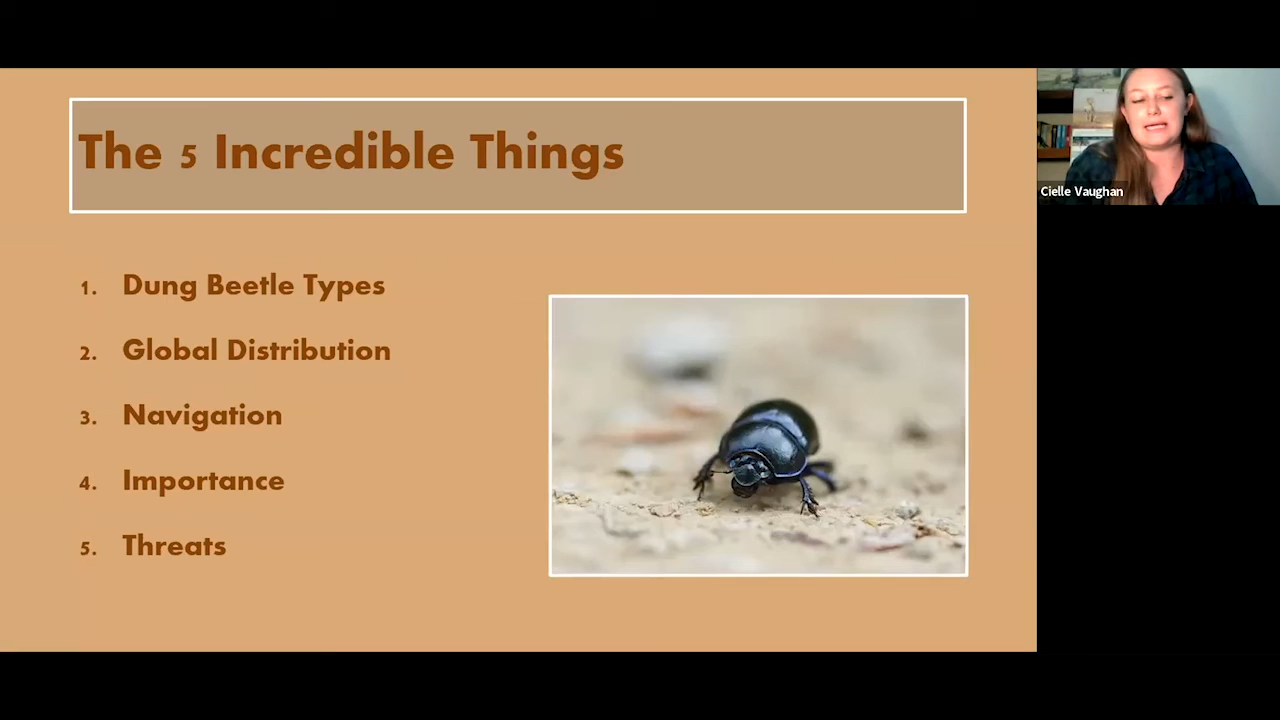 The 5 Incredible Things
1. Dung Beetle Types
2. Global Distribution
3. Navigation
4. Importance
5. Threats
Cielle Vaughan